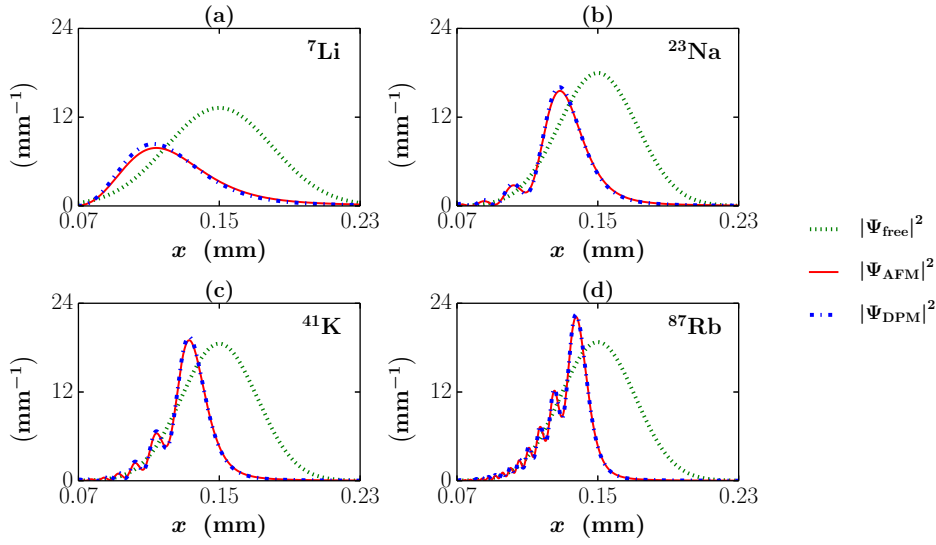 (a)
⁷Li
24
12
0
(mm⁻¹)
0.07 0.15 0.23
x (mm)
(b)
²³Na
24
12
0
(mm⁻¹)
0.07 0.15 0.23
x (mm)
(c)
⁴¹K
24
12
0
(mm⁻¹)
0.07 0.15 0.23
x (mm)
(d)
⁸⁷Rb
24
12
0
(mm⁻¹)
0.07 0.15 0.23
x (mm)
|Ψfree|²
|ΨAFM|²
|ΨDPM|²